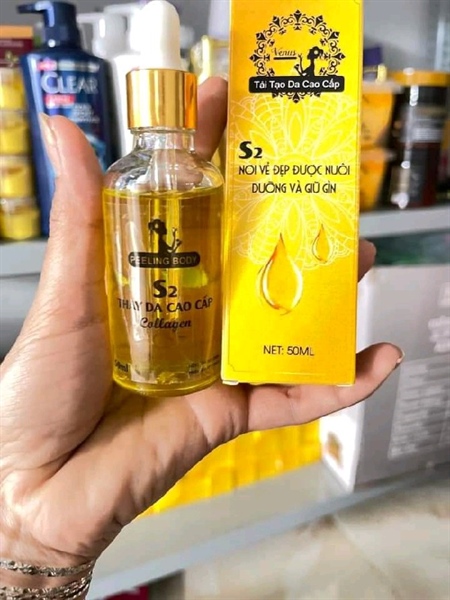 CLEAR
Venus
Tái Tạo Da Cao Cấp
S2
NƠI VẺ ĐẸP ĐƯỢC NUÔI
DƯỠNG VÀ GIỮ GÌN
NET: 50ML
PEELING BODY
S2
THAY DA CAO CẤP
Collagen